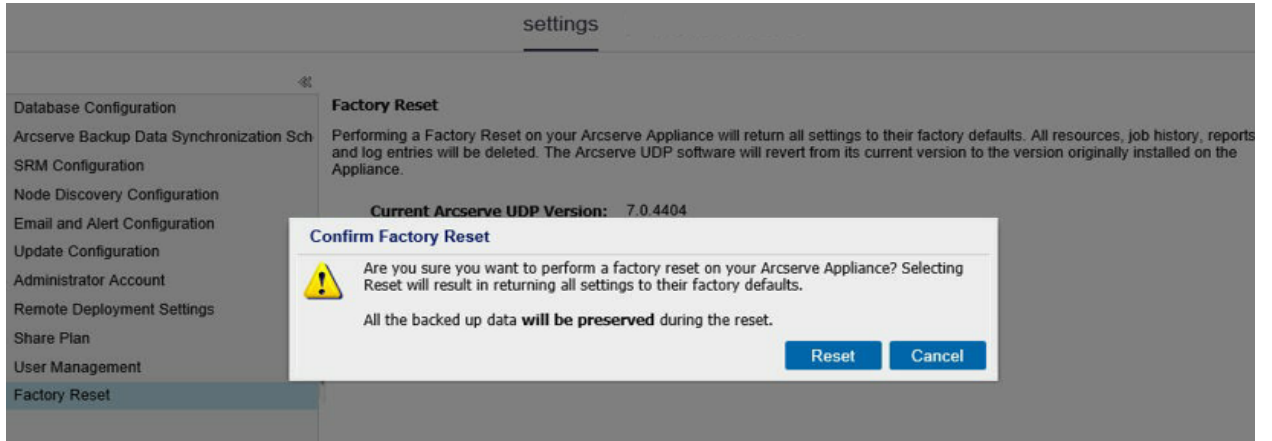 settings
Database Configuration
Arcserve Backup Data Synchronization Sch
SRM Configuration
Node Discovery Configuration
Email and Alert Configuration
Update Configuration
Administrator Account
Remote Deployment Settings
Share Plan
User Management
Factory Reset
Factory Reset
Performing a Factory Reset on your Arcserve Appliance will return all settings to their factory defaults. All resources, job history, reports
and log entries will be deleted. The Arcserve UDP software will revert from its current version to the version originally installed on the
Appliance.
Current Arcserve UDP Version: 7.0.4404
Confirm Factory Reset
Are you sure you want to perform a factory reset on your Arcserve Appliance? Selecting
Reset will result in returning all settings to their factory defaults.
All the backed up data will be preserved during the reset.
Reset Cancel